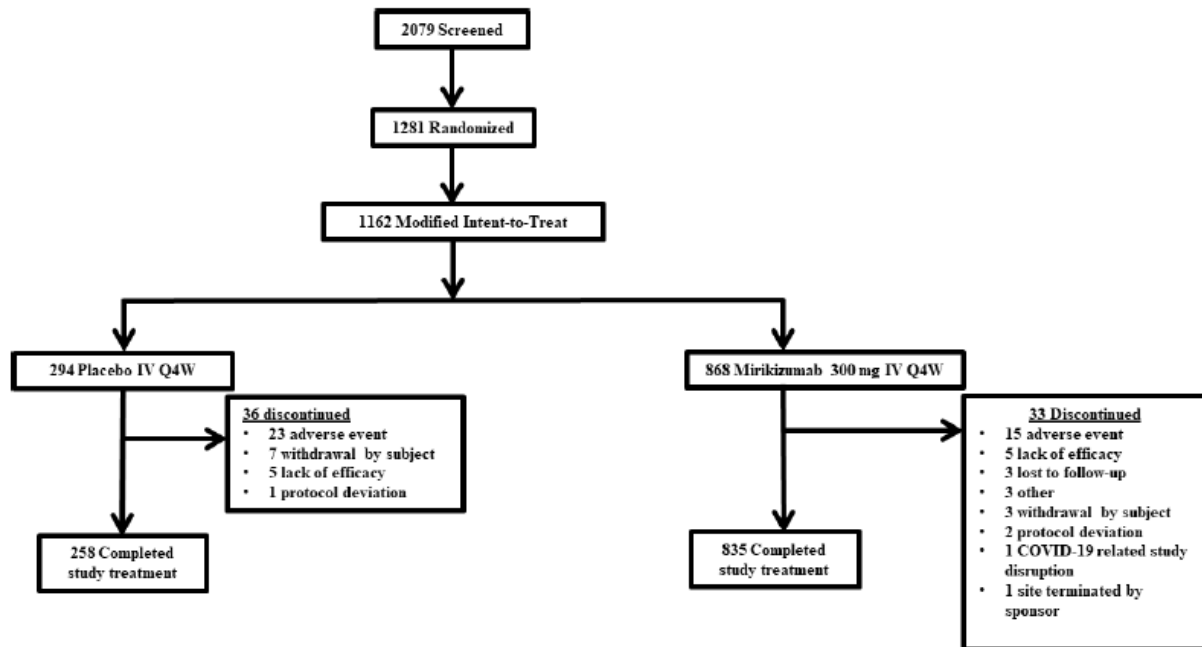 2079 Screened
1281 Randomized
1162 Modified Intent-to-Treat
294 Placebo IV Q4W
868 Mirikizumab 300 mg IV Q4W
36 discontinued
• 23 adverse event
• 7 withdrawal by subject
• 5 lack of efficacy
• 1 protocol deviation
33 Discontinued
• 15 adverse event
• 5 lack of efficacy
• 3 lost to follow-up
• 3 other
• 3 withdrawal by subject
• 2 protocol deviation
• 1 COVID-19 related study
disruption
• 1 site terminated by
sponsor
258 Completed
study treatment
835 Completed
study treatment